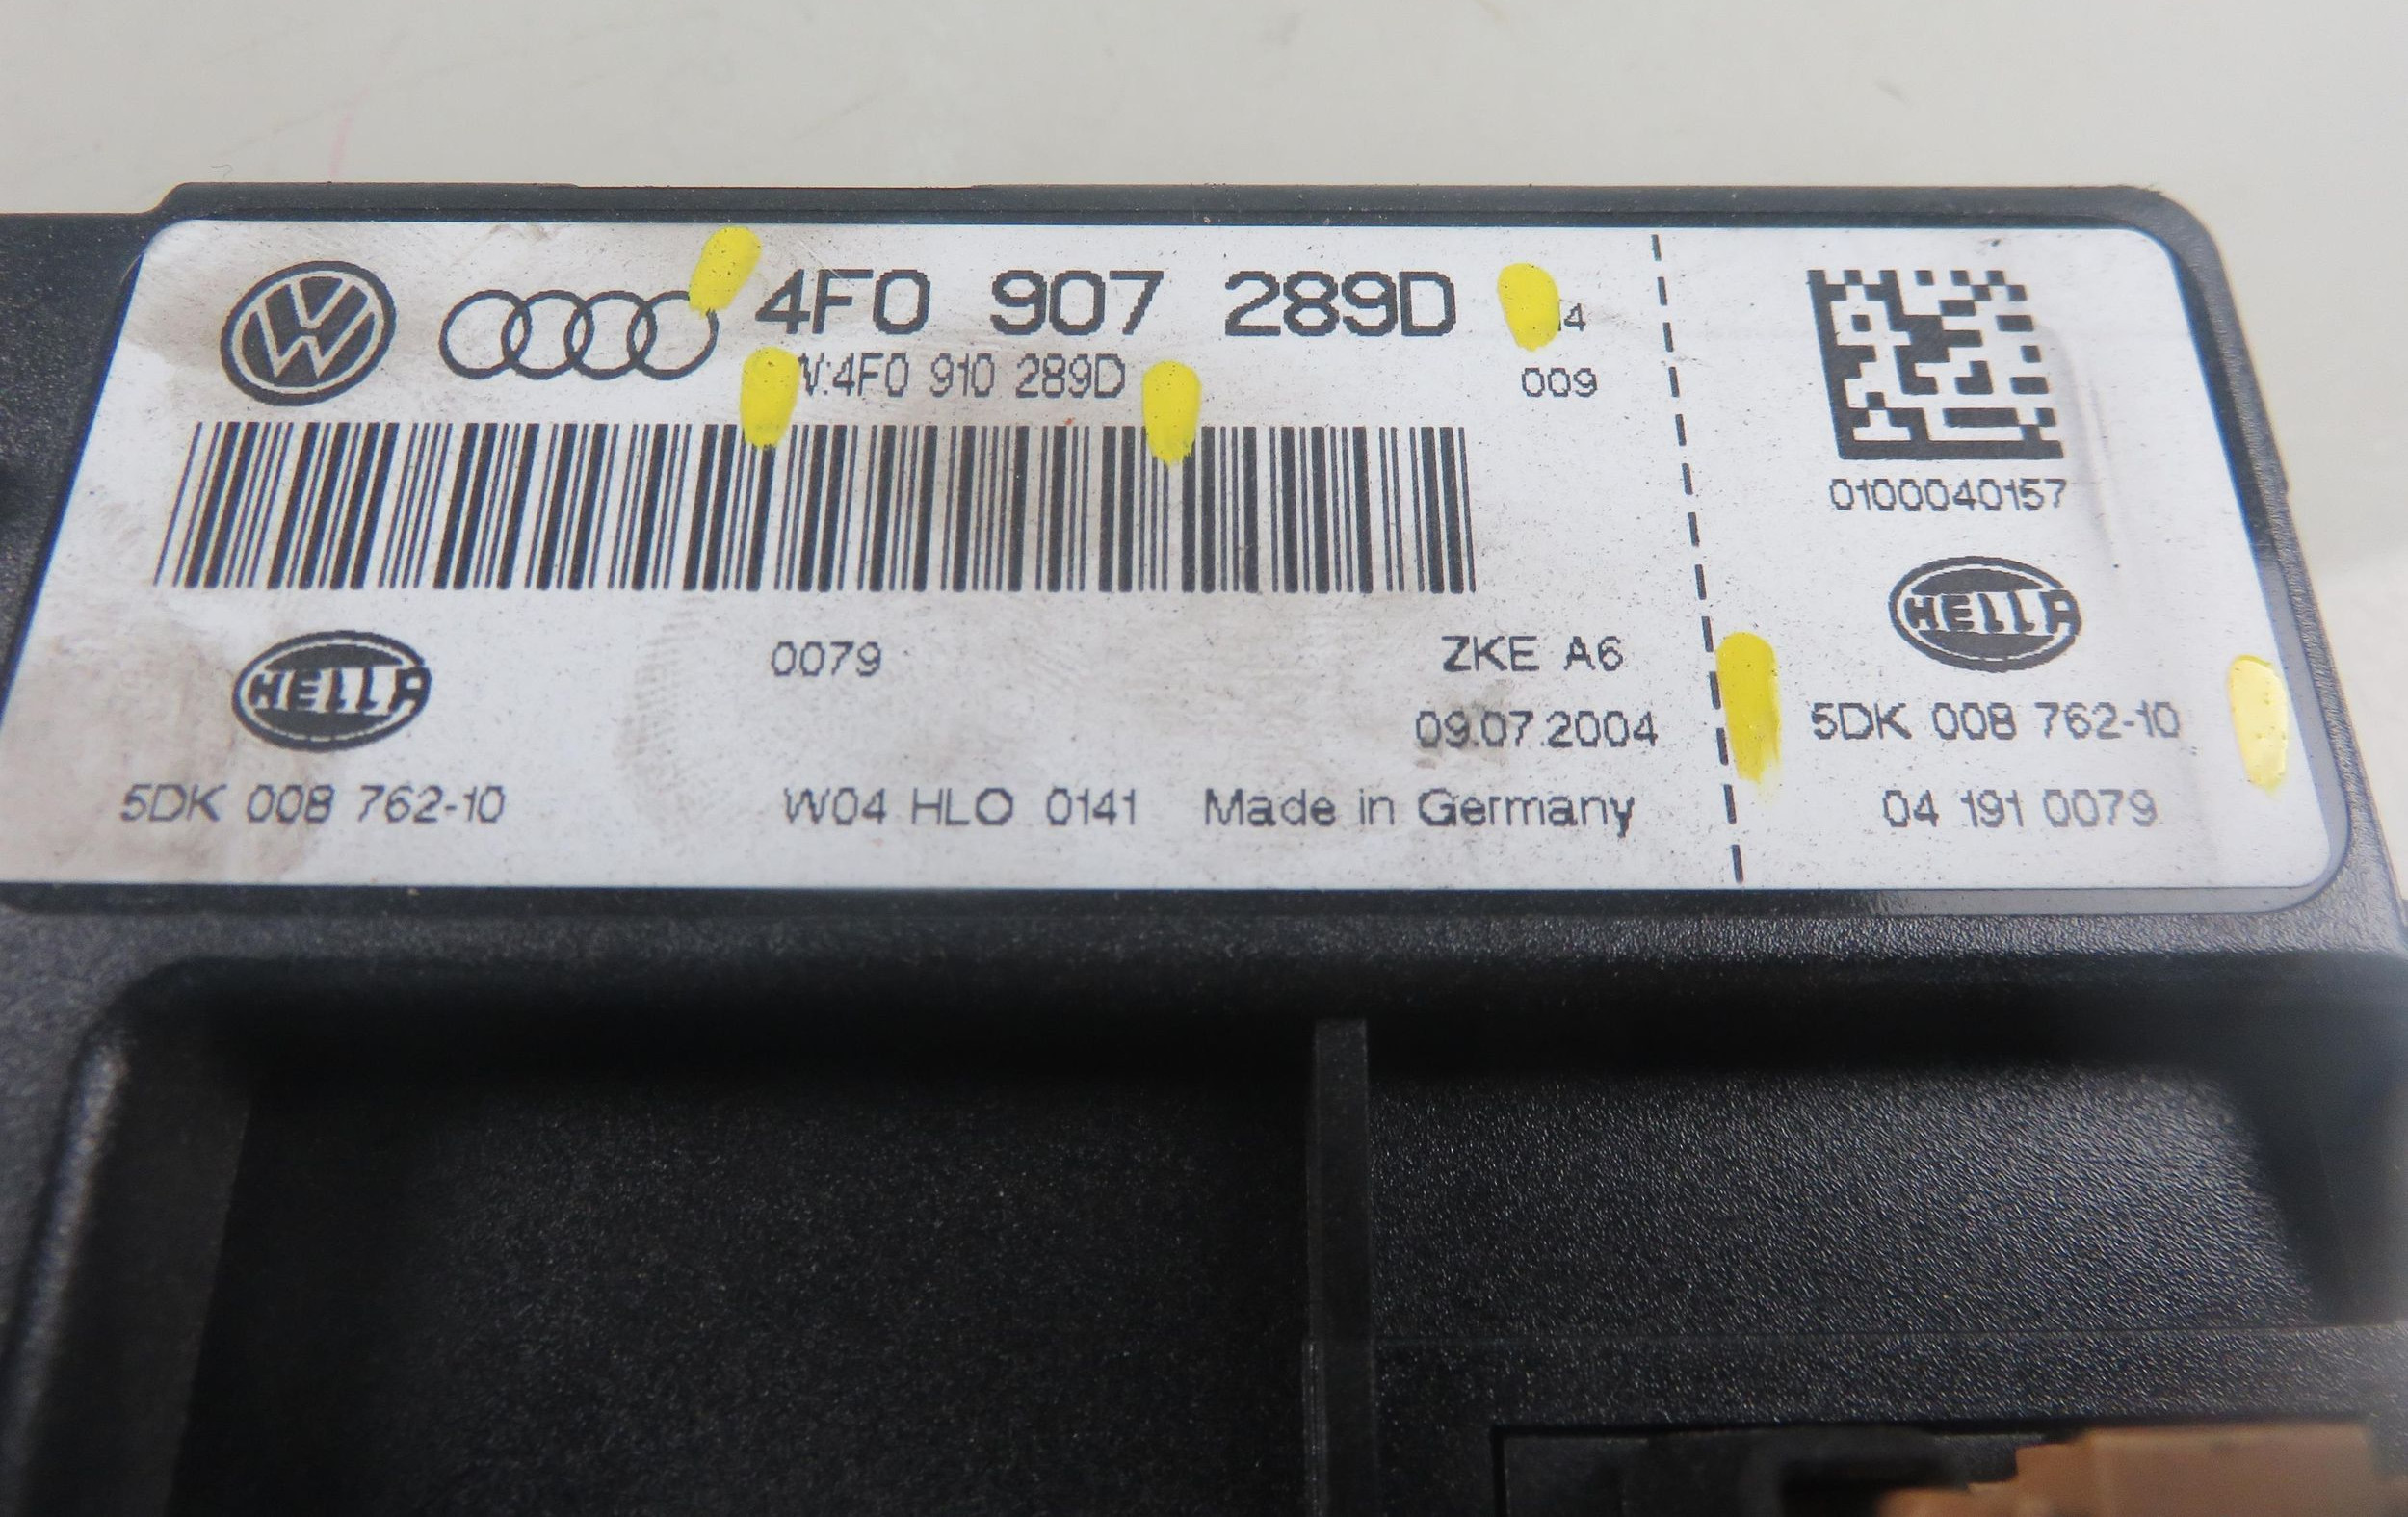 4F0 907 289D
V:4F0 910 289D
009
0079
ZKE A6
09.07.2004
HELLA
5DK 008 762-10
W04 HLO 0141 Made in Germany
0100040157
HELLA
5DK 008 762-10
04 191 0079